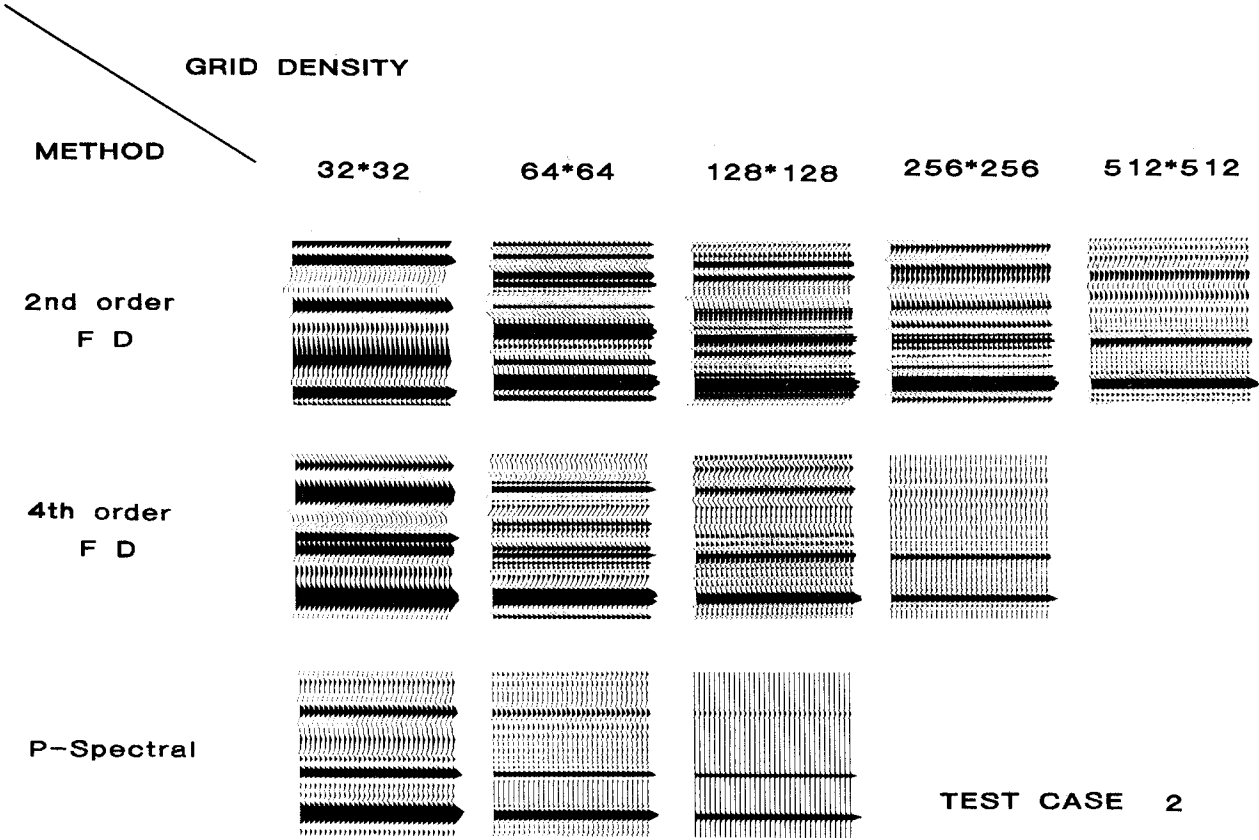 GRID DENSITY
METHOD
32*32 64*64 128*128 256*256 512*512
2nd order
F D
4th order
F D
P-Spectral
TEST CASE 2